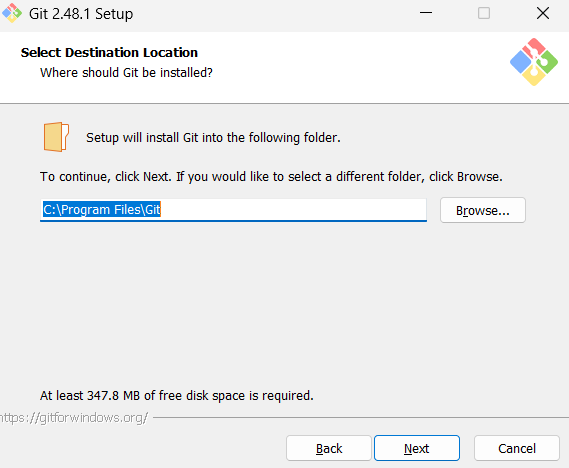 Git 2.48.1 Setup
Select Destination Location
Where should Git be installed?
Setup will install Git into the following folder.
To continue, click Next. If you would like to select a different folder, click Browse.
C:\Program Files\Git
Browse...
At least 347.8 MB of free disk space is required.
https://gitforwindows.org/
Back
Next
Cancel